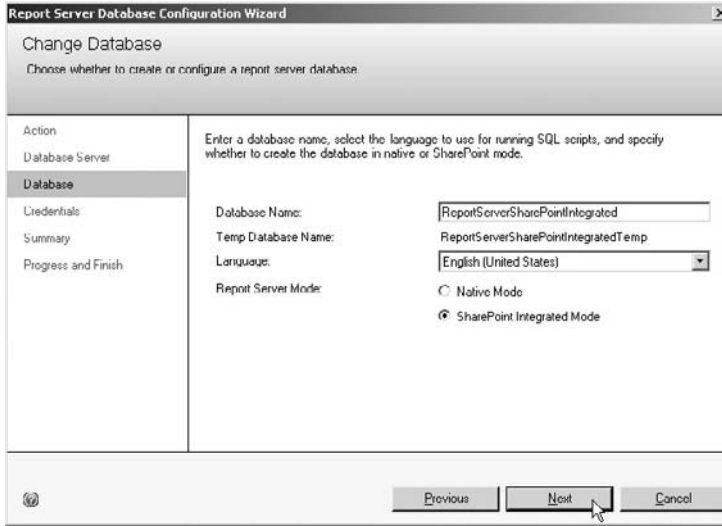 Report Server Database Configuration Wizard
Change Database
Choose whether to create or configure a report server database.
Action
Database Server
Database
Credentials
Summary
Progress and Finish
Enter a database name, select the language to use for running SQL scripts, and specify
whether to create the database in native or SharePoint mode.
Database Name: ReportServerSharePointIntegrated
Temp Database Name: ReportServerSharePointIntegratedTemp
Language: English (United States)
Report Server Mode: Native Mode
SharePoint Integrated Mode
Previous Next Cancel